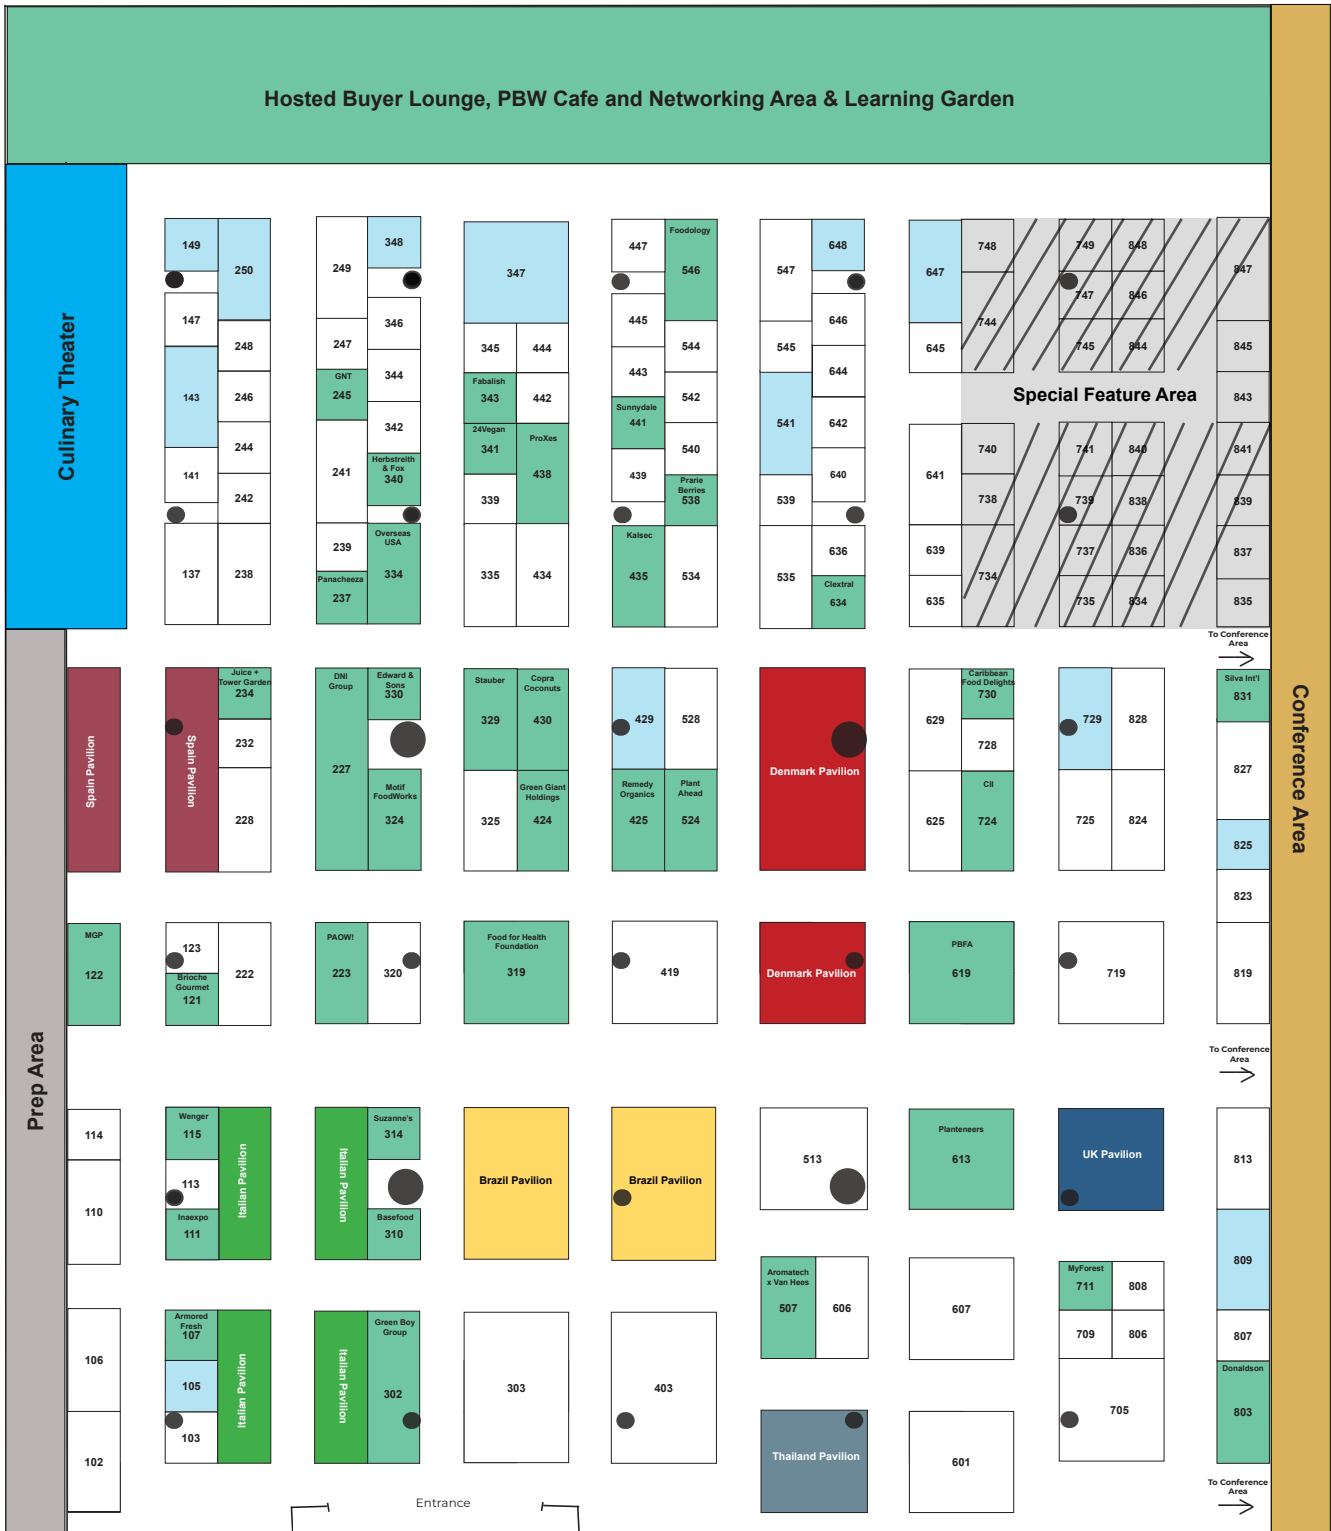 Hosted Buyer Lounge, PBW Cafe and Networking Area & Learning Garden
Culinary Theater
Prep Area
Conference Area
149
250
147
248
143
246
244
141
242
137
238
249
348
346
247
344
GNT
245
342
241
Herbstreith
& Fox
340
239
Overseas
USA
334
Panacheeza
237
347
345
444
Fabalish
343
442
24Vegan
341
ProXes
438
339
335
434
447
Foodology
546
445
544
443
542
Sunnydale
441
540
439
Prarie
Berries
538
Kalsec
435
534
547
648
646
545
644
541
642
640
539
636
535
Clextral
634
647
645
641
639
635
748
744
749
848
747
846
745
844
847
845
Special Feature Area
843
740
741
840
841
738
739
838
839
734
737
836
837
735
834
835
To Conference
Area
Spain Pavilion
Spain Pavilion
Juice +
Tower Garden
234
232
228
DNI
Group
227
Edward &
Sons
330
Motif
FoodWorks
324
Stauber
329
Copra
Coconuts
430
325
Green Giant
Holdings
424
429
528
Remedy
Organics
425
Plant
Ahead
524
Denmark Pavilion
629
Caribbean
Food Delights
730
728
625
CII
724
729
828
725
824
Silva Int'l
831
827
825
823
MGP
122
123
Brioche
Gourmet
121
222
PAOW!
223
320
Food for Health
Foundation
319
419
Denmark Pavilion
PBFA
619
719
819
To Conference
Area
114
110
Wenger
115
113
Inaexpo
111
Italian Pavilion
Italian Pavilion
Suzanne's
314
Basefood
310
Brazil Pavilion
Brazil Pavilion
513
Planteneers
613
UK Pavilion
813
809
Aromatech
x Van Hees
507
606
607
MyForest
711
808
709
806
807
106
102
Armored
Fresh
107
105
103
Italian Pavilion
Italian Pavilion
Green Boy
Group
302
303
403
Thailand Pavilion
601
705
Donaldson
803
To Conference
Area
Entrance